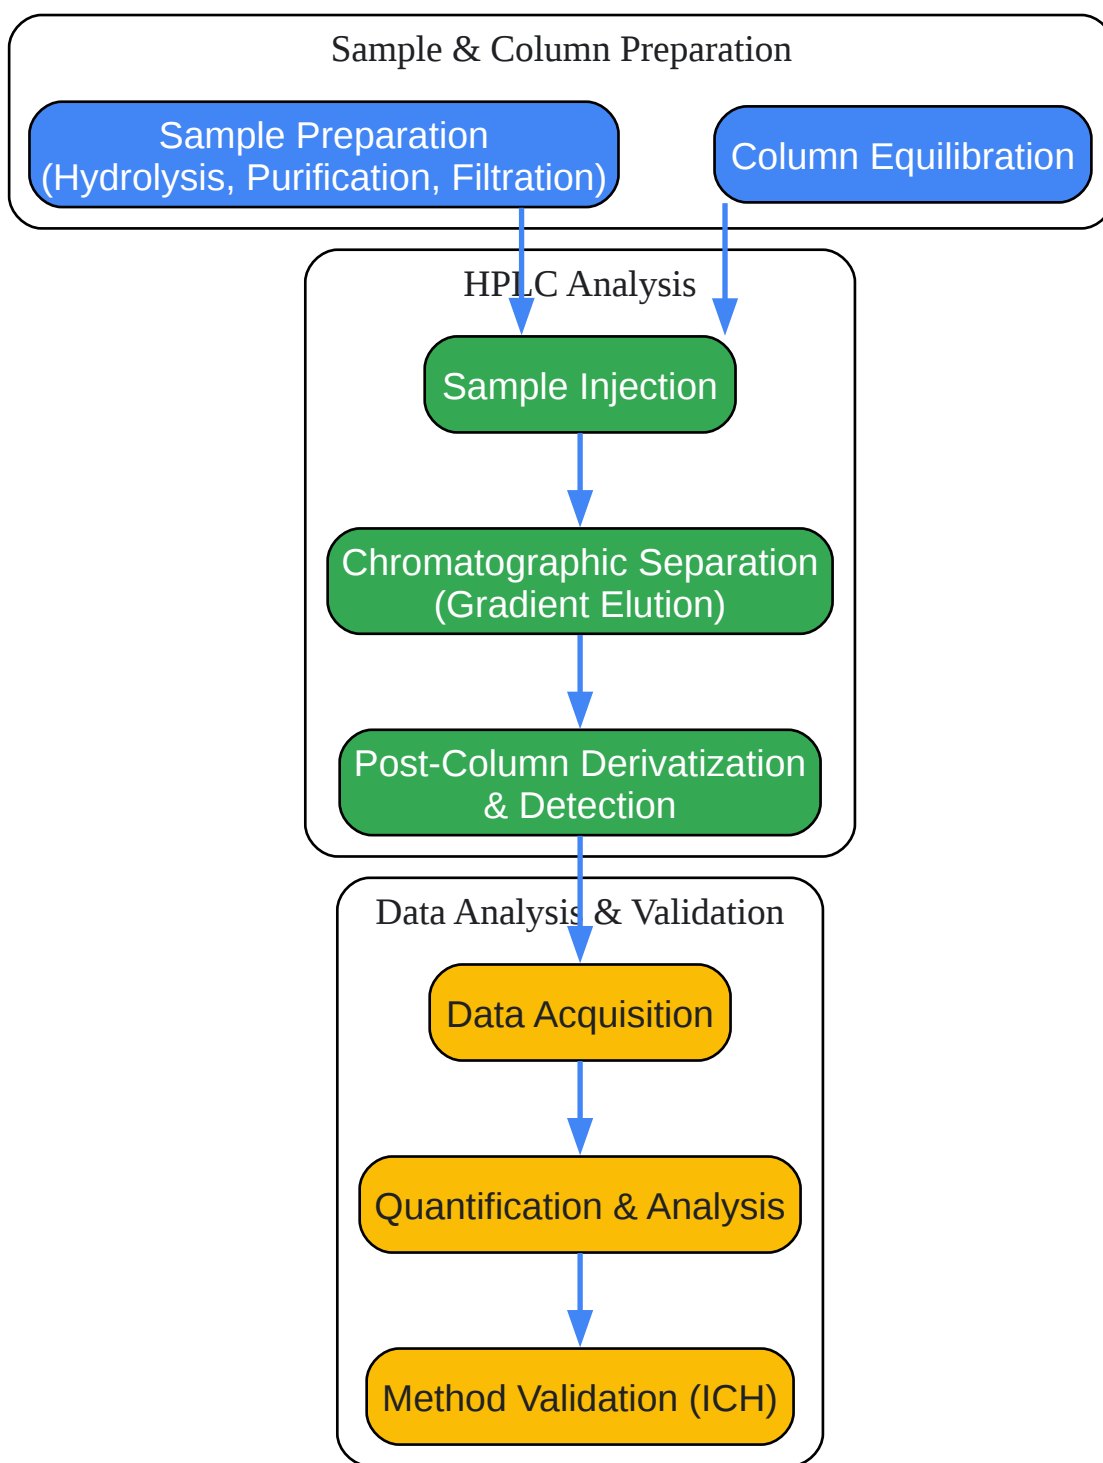 Sample & Column Preparation
Sample Preparation
(Hydrolysis, Purification, Filtration)
Column Equilibration
HPLC Analysis
Sample Injection
Chromatographic Separation
(Gradient Elution)
Post-Column Derivatization
& Detection
Data Analysis & Validation
Data Acquisition
Quantification & Analysis
Method Validation (ICH)